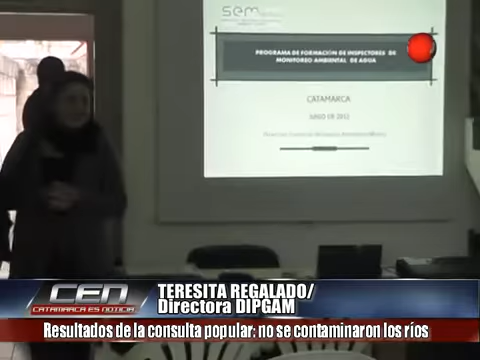 sem
PROGRAMA DE FORMACIÓN DE INSPECTORES DE
MONITOREO AMBIENTAL DE AGUA
CATAMARCA
CEN
CATAMARCA ES NOTICIA
TERESITA REGALADO/
Directora DIPGAM
Resultados de la consulta popular: no se contaminaron los ríos